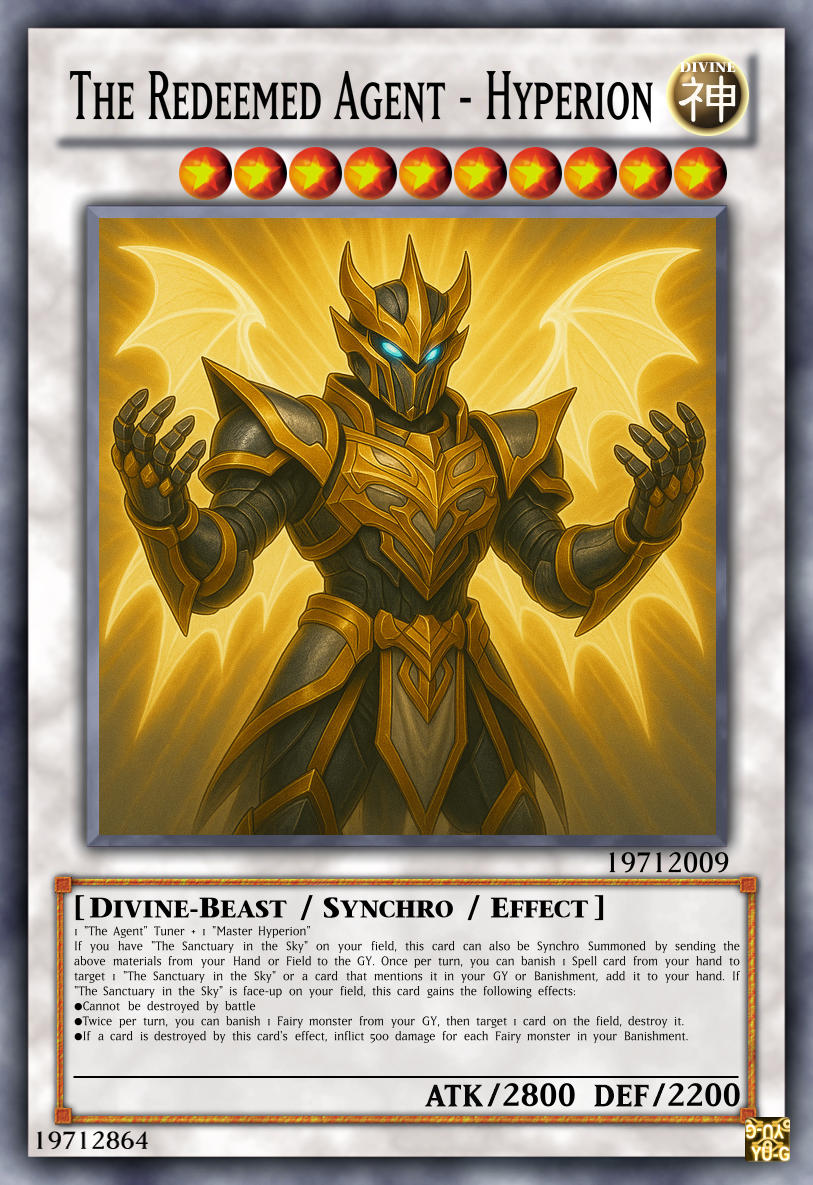 THE REDEEMED AGENT - HYPERION
DIVINE
神
19712009
[ DIVINE-BEAST / SYNCHRO / EFFECT ]
1 "The Agent" Tuner + 1 "Master Hyperion"
If you have "The Sanctuary in the Sky" on your field, this card can also be Synchro Summoned by sending the
above materials from your Hand or Field to the GY. Once per turn, you can banish 1 Spell card from your hand to
target 1 "The Sanctuary in the Sky" or a card that mentions it in your GY or Banishment, add it to your hand. If
"The Sanctuary in the Sky" is face-up on your field, this card gains the following effects:
●Cannot be destroyed by battle
●Twice per turn, you can banish 1 Fairy monster from your GY, then target 1 card on the field, destroy it.
●If a card is destroyed by this card's effect, inflict 500 damage for each Fairy monster in your Banishment.
ATK/2800 DEF/2200
19712864